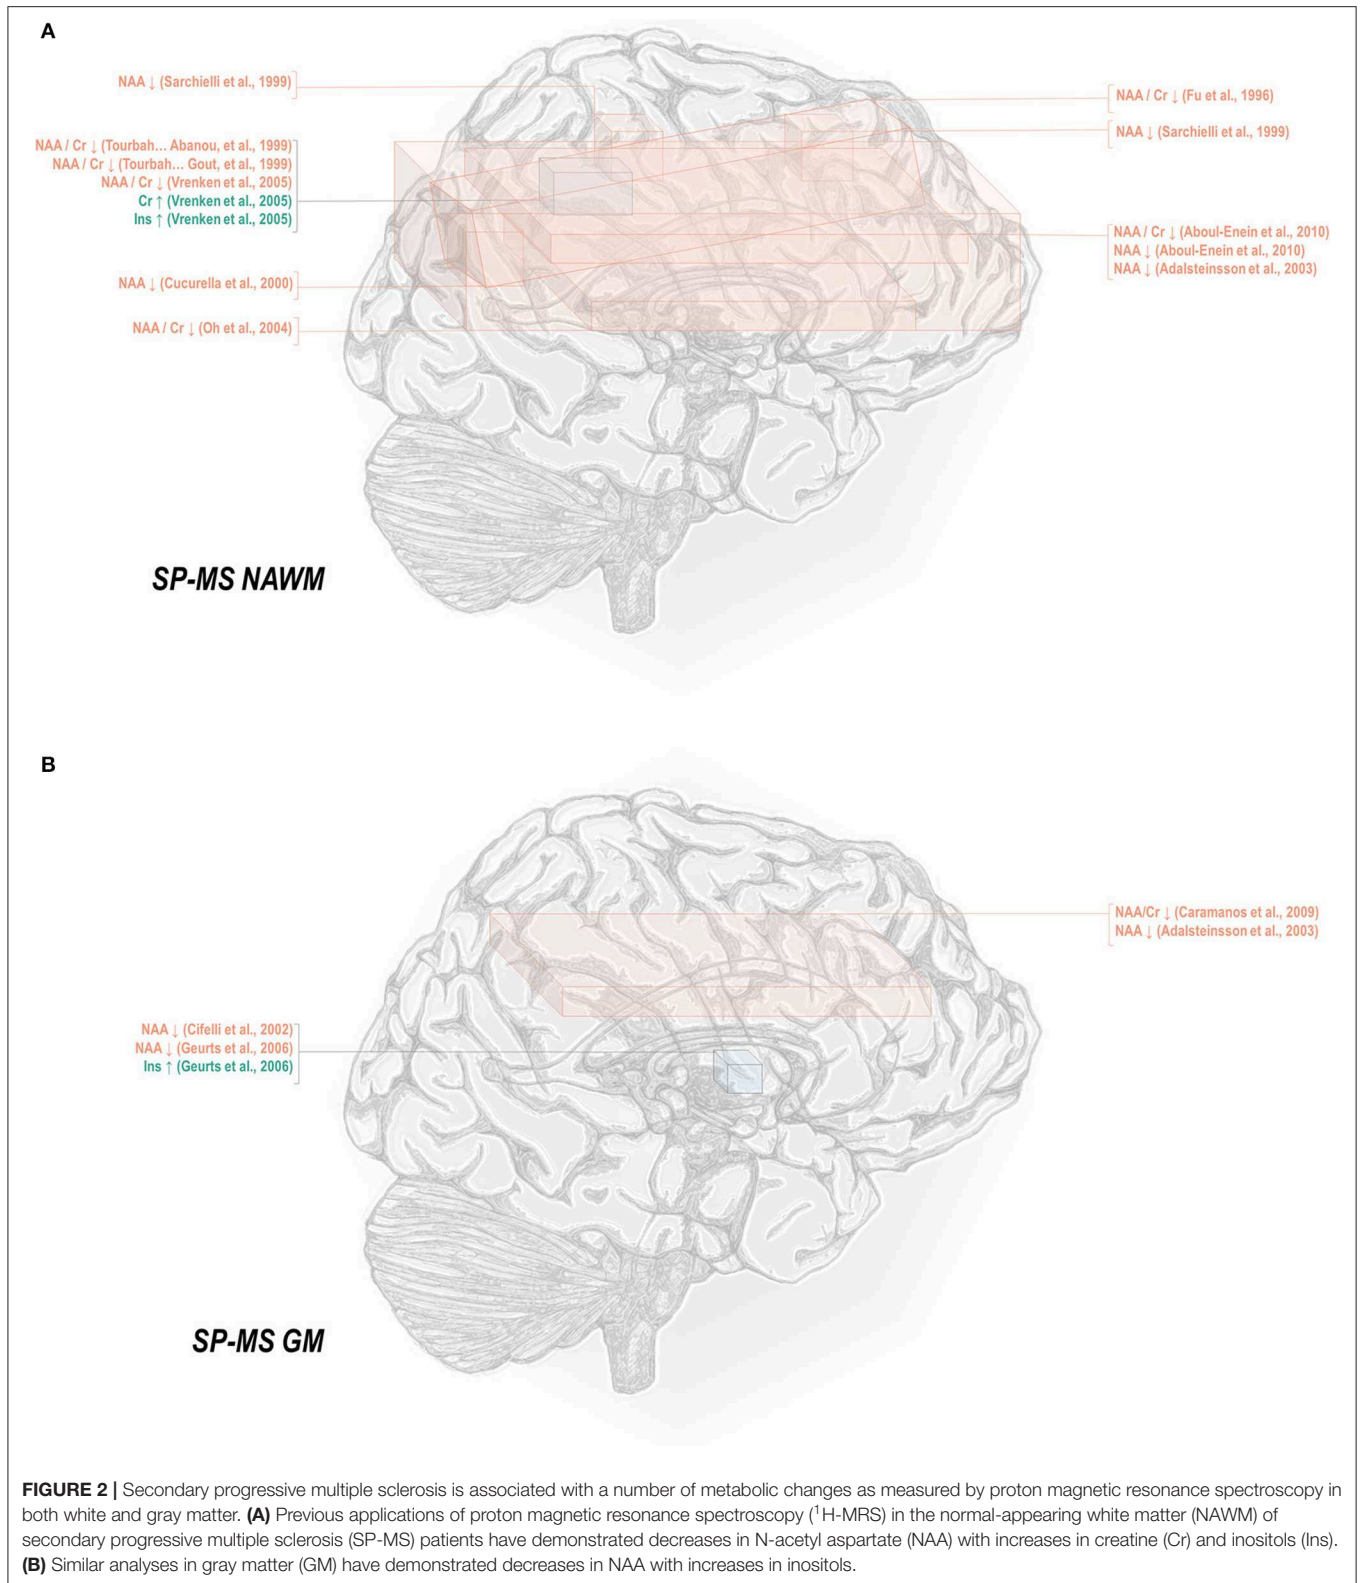 A
NAA ↓ (Sarchielli et al., 1999)
NAA / Cr ↓ (Tourbah... Abanou, et al., 1999)
NAA / Cr ↓ (Tourbah... Gout, et al., 1999)
NAA / Cr ↓ (Vrenken et al., 2005)
Cr ↑ (Vrenken et al., 2005)
Ins ↑ (Vrenken et al., 2005)
NAA ↓ (Cucurella et al., 2000)
NAA / Cr ↓ (Oh et al., 2004)
NAA / Cr ↓ (Fu et al., 1996)
NAA ↓ (Sarchielli et al., 1999)
NAA / Cr ↓ (Aboul-Enein et al., 2010)
NAA ↓ (Aboul-Enein et al., 2010)
NAA ↓ (Adalsteinsson et al., 2003)
SP-MS NAWM
B
NAA/Cr ↓ (Caramanos et al., 2009)
NAA ↓ (Adalsteinsson et al., 2003)
NAA ↓ (Cifelli et al., 2002)
NAA ↓ (Geurts et al., 2006)
Ins ↑ (Geurts et al., 2006)
SP-MS GM
FIGURE 2 | Secondary progressive multiple sclerosis is associated with a number of metabolic changes as measured by proton magnetic resonance spectroscopy in
both white and gray matter. (A) Previous applications of proton magnetic resonance spectroscopy (¹H-MRS) in the normal-appearing white matter (NAWM) of
secondary progressive multiple sclerosis (SP-MS) patients have demonstrated decreases in N-acetyl aspartate (NAA) with increases in creatine (Cr) and inositols (Ins).
(B) Similar analyses in gray matter (GM) have demonstrated decreases in NAA with increases in inositols.